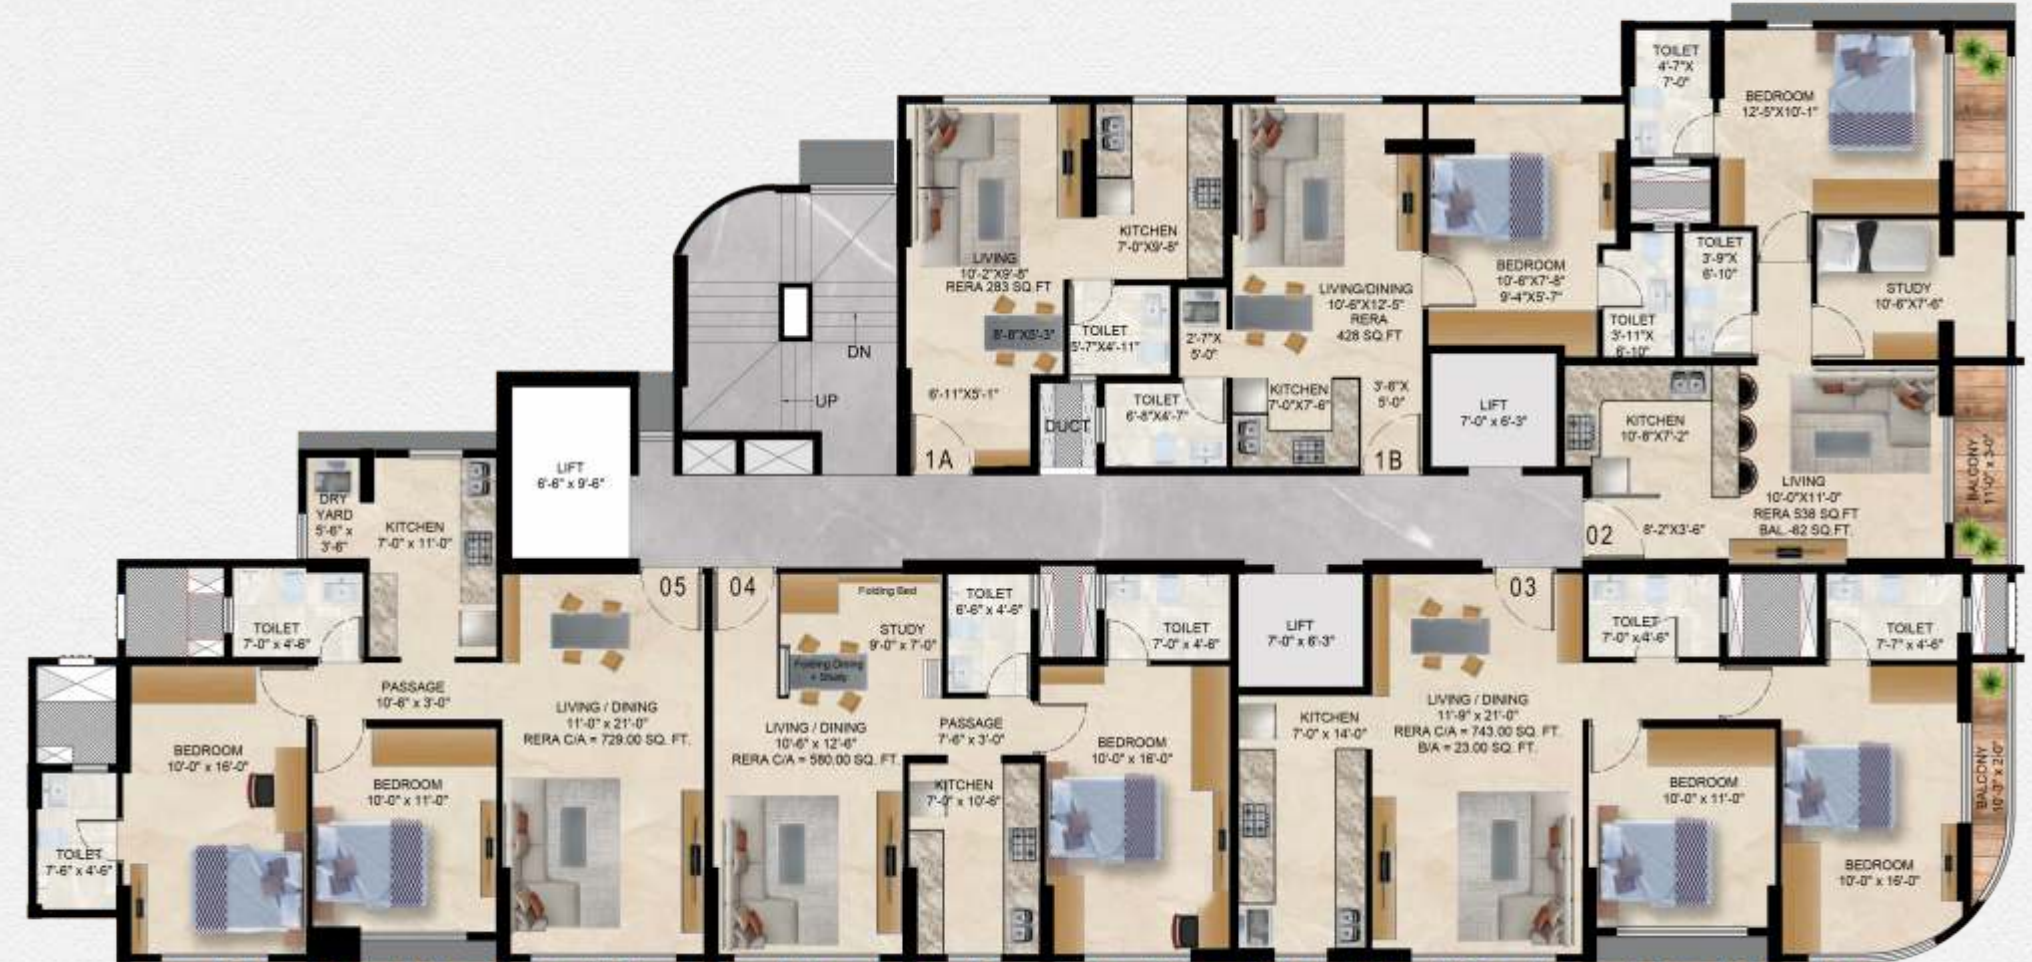 TOILET
4'-7"X
7'-0"
BEDROOM
12'-5"X10'-1"
LIVING
10'-2"X9'-8"
RERA 283 SQ.FT
KITCHEN
7'-0"X9'-8"
TOILET
5'-7"X4'-11"
6'-11"X5'-1"
1A
DUCT
TOILET
6'-8"X4'-7"
2'-7"X
5'-0"
LIVING/DINING
10'-6"X12'-5"
RERA
428 SQ.FT
KITCHEN
7'-0"X7'-6"
3'-6"X
5'-0"
1B
BEDROOM
10'-6"X7'-8"
9'-4"X5'-7"
TOILET
3'-11"X
6'-10"
TOILET
3'-9"X
6'-10"
STUDY
10'-6"X7'-6"
LIFT
7'-0" x 6'-3"
KITCHEN
10'-8"X7'-2"
LIVING
10'-0"X11'-0"
RERA 538 SQ.FT
BAL.-62 SQ.FT.
BALCONY
11'-0" x 3'-0"
02
6'-2"X3'-6"
DN
UP
LIFT
6'-6" x 9'-6"
DRY
YARD
5'-6" x
3'-6"
KITCHEN
7'-0" x 11'-0"
TOILET
7'-0" x 4'-6"
PASSAGE
10'-6" x 3'-0"
BEDROOM
10'-0" x 16'-0"
TOILET
7'-6" x 4'-6"
BEDROOM
10'-0" x 11'-0"
05
LIVING / DINING
11'-0" x 21'-0"
RERA C/A = 729.00 SQ. FT.
04
Folding Bed
STUDY
9'-0" x 7'-0"
Folding Dining
+ Study
LIVING / DINING
10'-6" x 12'-6"
RERA C/A = 560.00 SQ. FT.
TOILET
6'-6" x 4'-6"
PASSAGE
7'-6" x 3'-0"
KITCHEN
7'-0" x 10'-6"
TOILET
7'-0" x 4'-6"
BEDROOM
10'-0" x 16'-0"
LIFT
7'-0" x 6'-3"
KITCHEN
7'-0" x 14'-0"
03
LIVING / DINING
11'-9" x 21'-0"
RERA C/A = 743.00 SQ. FT.
B/A = 23.00 SQ. FT.
TOILET
7'-0" x 4'-6"
TOILET
7'-7" x 4'-6"
BEDROOM
10'-0" x 11'-0"
BEDROOM
10'-0" x 16'-0"
BALCONY
10'-3" x 2'-0"